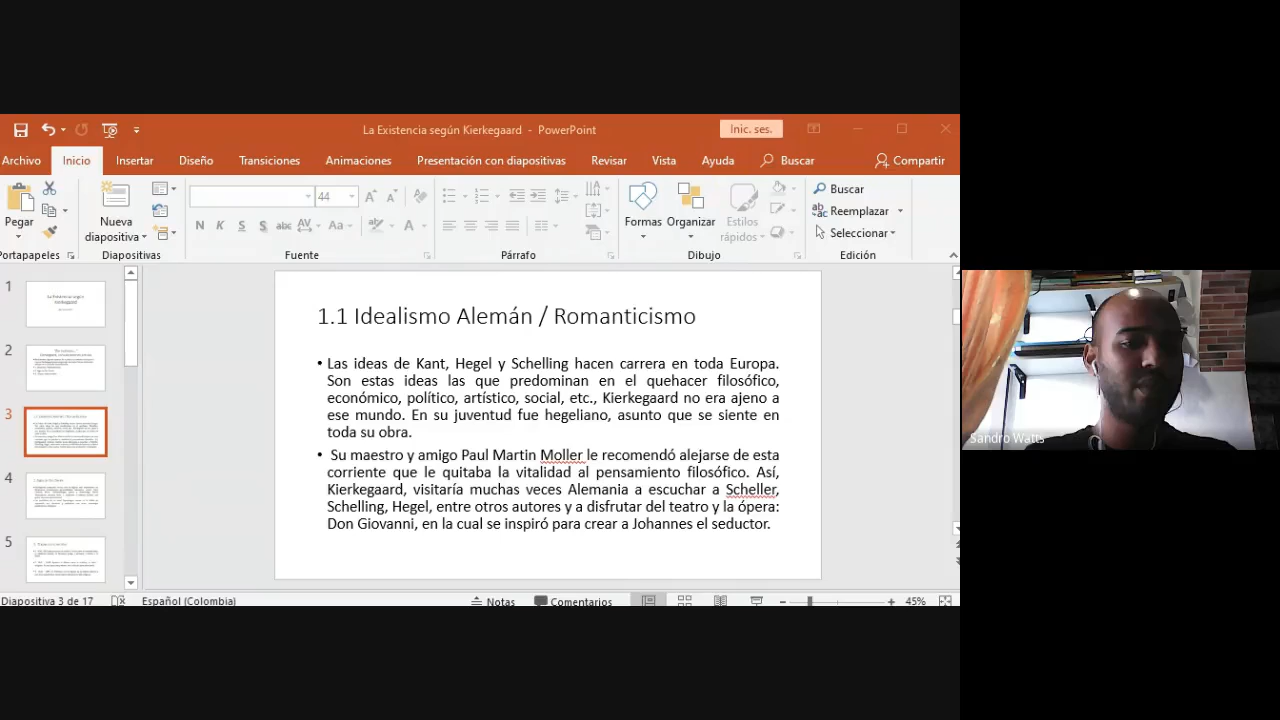 La Existencia según Kierkegaard - PowerPoint
Inic. ses.
Archivo Inicio Insertar Diseño Transiciones Animaciones Presentación con diapositivas Revisar Vista Ayuda Buscar Compartir
44
Pegar
Nueva
diapositiva
N K S S abc AV Aa A
Formas Organizar Estilos
rápidos
Buscar
Reemplazar
Seleccionar
Portapapeles Diapositivas Fuente Párrafo Dibujo Edición
1
2
3
4
5
1.1 Idealismo Alemán / Romanticismo
• Las ideas de Kant, Hegel y Schelling hacen carrera en toda Europa.
Son estas ideas las que predominan en el quehacer filosófico,
económico, político, artístico, social, etc., Kierkegaard no era ajeno a
ese mundo. En su juventud fue hegeliano, asunto que se siente en
toda su obra.
• Su maestro y amigo Paul Martin Moller le recomendó alejarse de esta
corriente que le quitaba la vitalidad al pensamiento filosófico. Así,
Kierkegaard, visitaría muchas veces Alemania a escuchar a Scheller,
Schelling, Hegel, entre otros autores y a disfrutar del teatro y la ópera:
Don Giovanni, en la cual se inspiró para crear a Johannes el seductor.
Diapositiva 3 de 17 Español (Colombia) Notas Comentarios 45%
Sandro Watts